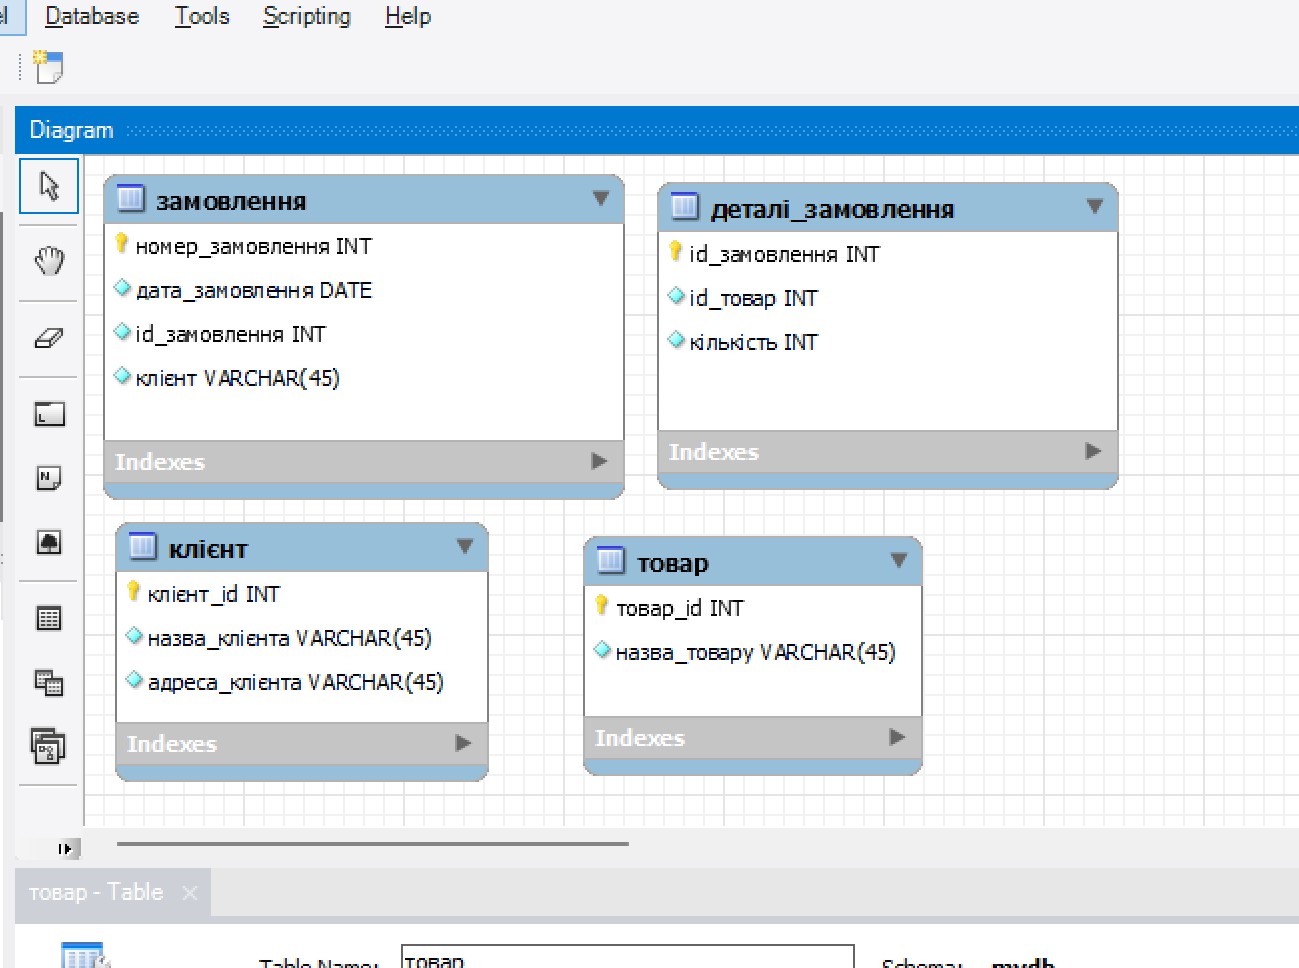 Database Tools Scripting Help
Diagram
замовлення
номер_замовлення INT
дата_замовлення DATE
id_замовлення INT
клієнт VARCHAR(45)
Indexes
деталі_замовлення
id_замовлення INT
id_товар INT
кількість INT
Indexes
клієнт
клієнт_id INT
назва_клієнта VARCHAR(45)
адреса_клієнта VARCHAR(45)
Indexes
товар
товар_id INT
назва_товару VARCHAR(45)
Indexes
товар - Table
Table Name: товар Schema: mydb